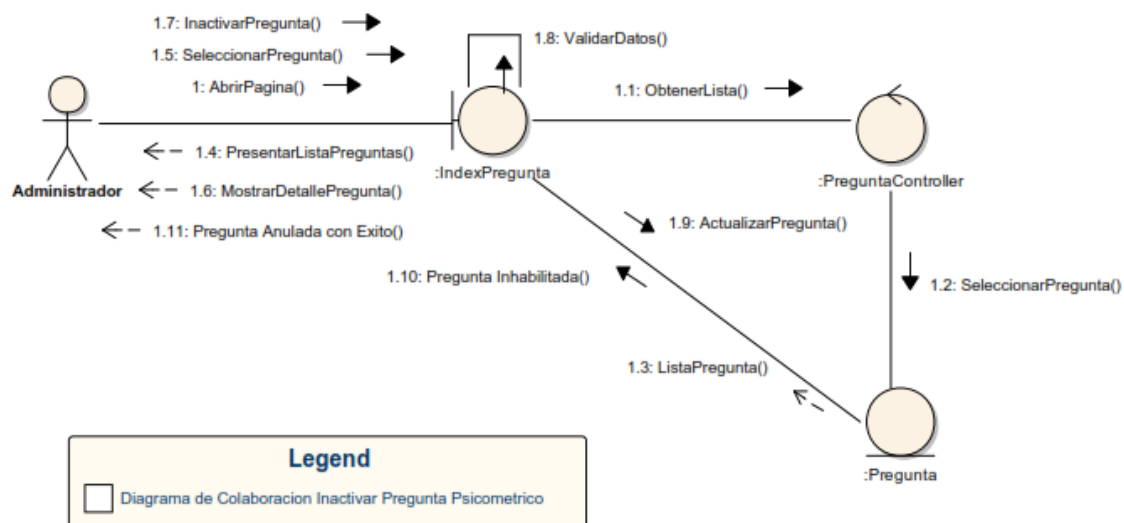 1.7: InactivarPregunta()
1.5: SeleccionarPregunta()
1: AbrirPagina()
1.8: ValidarDatos()
1.1: ObtenerLista()
1.4: PresentarListaPreguntas()
:IndexPregunta
:PreguntaController
Administrador
1.6: MostrarDetallePregunta()
1.11: Pregunta Anulada con Exito()
1.9: ActualizarPregunta()
1.10: Pregunta Inhabilitada()
1.2: SeleccionarPregunta()
1.3: ListaPregunta()
:Pregunta
Legend
Diagrama de Colaboracion Inactivar Pregunta Psicometrico